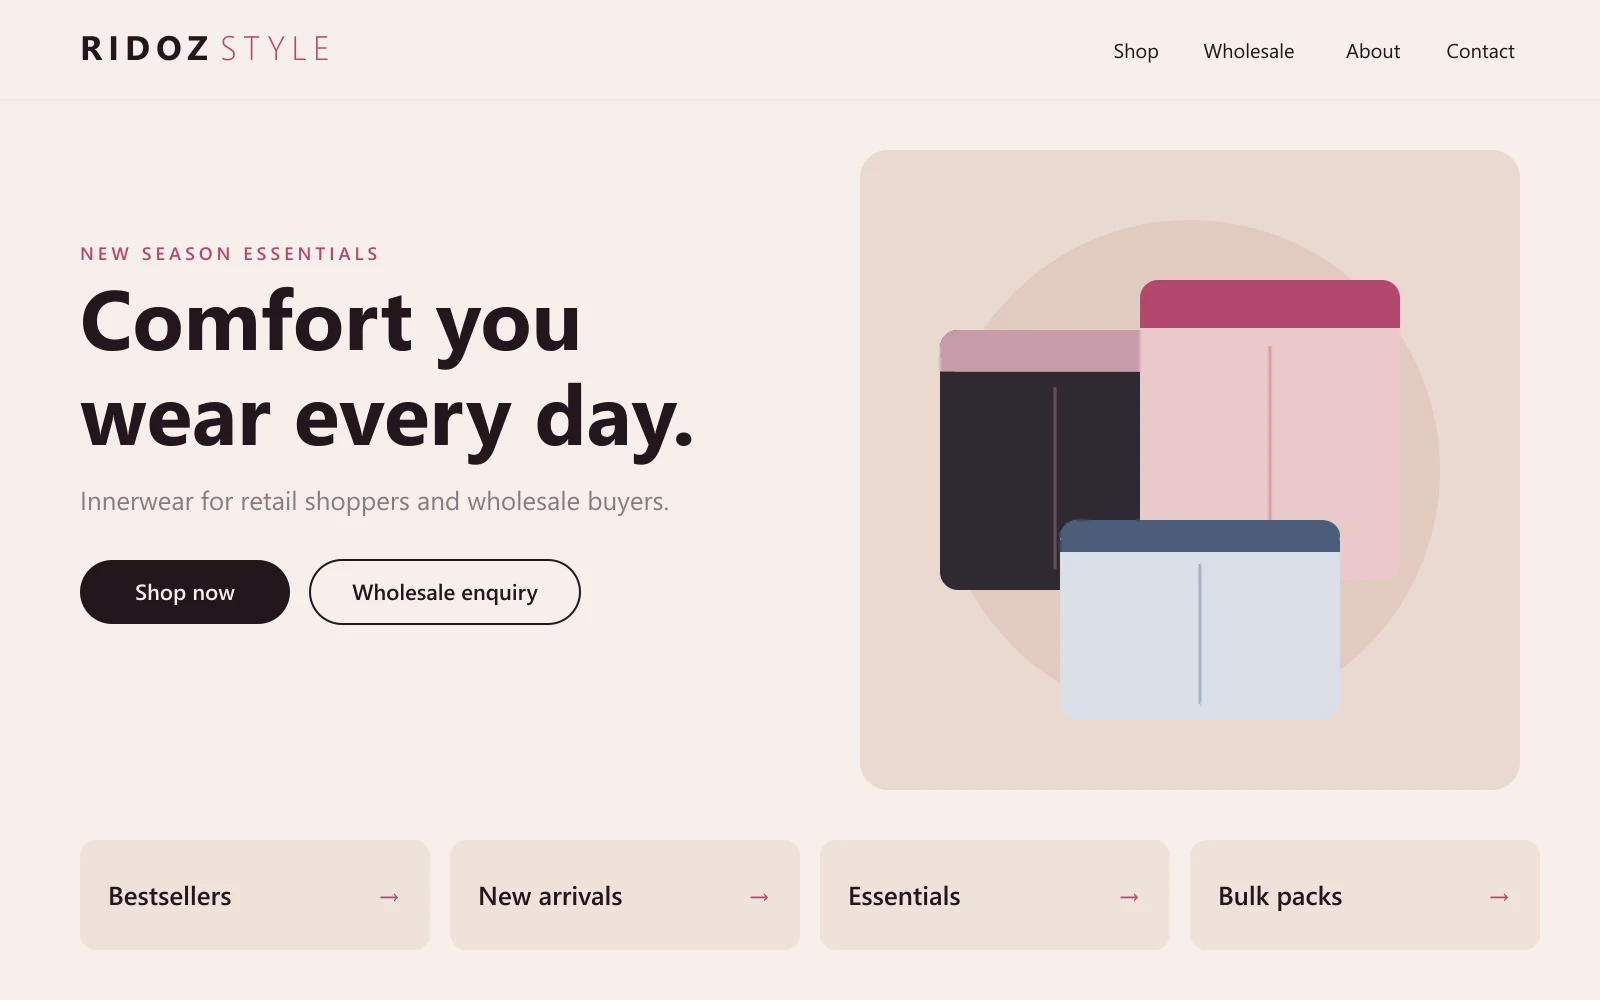 RIDOZ STYLE
Shop
Wholesale
About
Contact
NEW SEASON ESSENTIALS
Comfort you
wear every day.
Innerwear for retail shoppers and wholesale buyers.
Shop now
Wholesale enquiry
Bestsellers →
New arrivals →
Essentials →
Bulk packs →